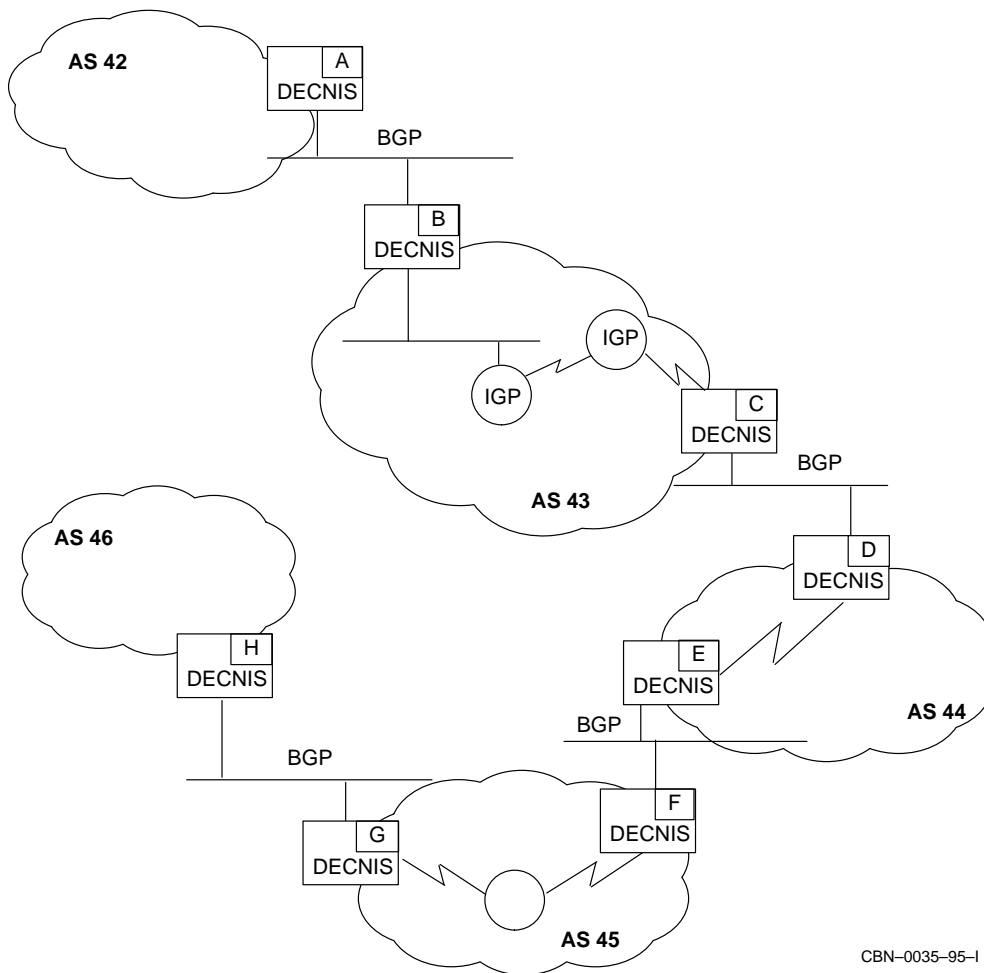 AS 42
A
DECNIS
BGP
B
DECNIS
IGP
IGP
C
DECNIS
BGP
AS 43
AS 46
D
DECNIS
H
DECNIS
E
DECNIS
AS 44
BGP
BGP
F
DECNIS
G
DECNIS
AS 45
CBN–0035–95–I